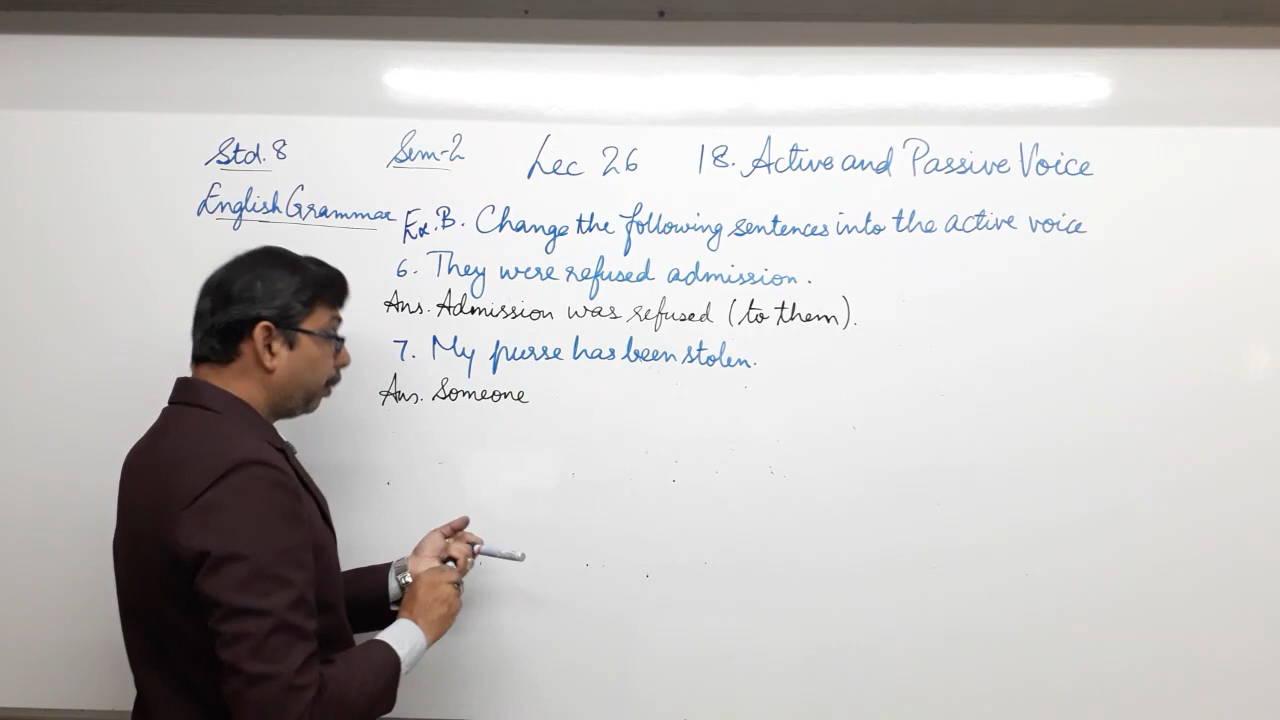 Std. 8 Sem-2 Lec 26 18. Active and Passive Voice
English Grammar
Ex. B. Change the following sentences into the active voice
6. They were refused admission.
Ans. Admission was refused (to them).
7. My purse has been stolen.
Ans. Someone